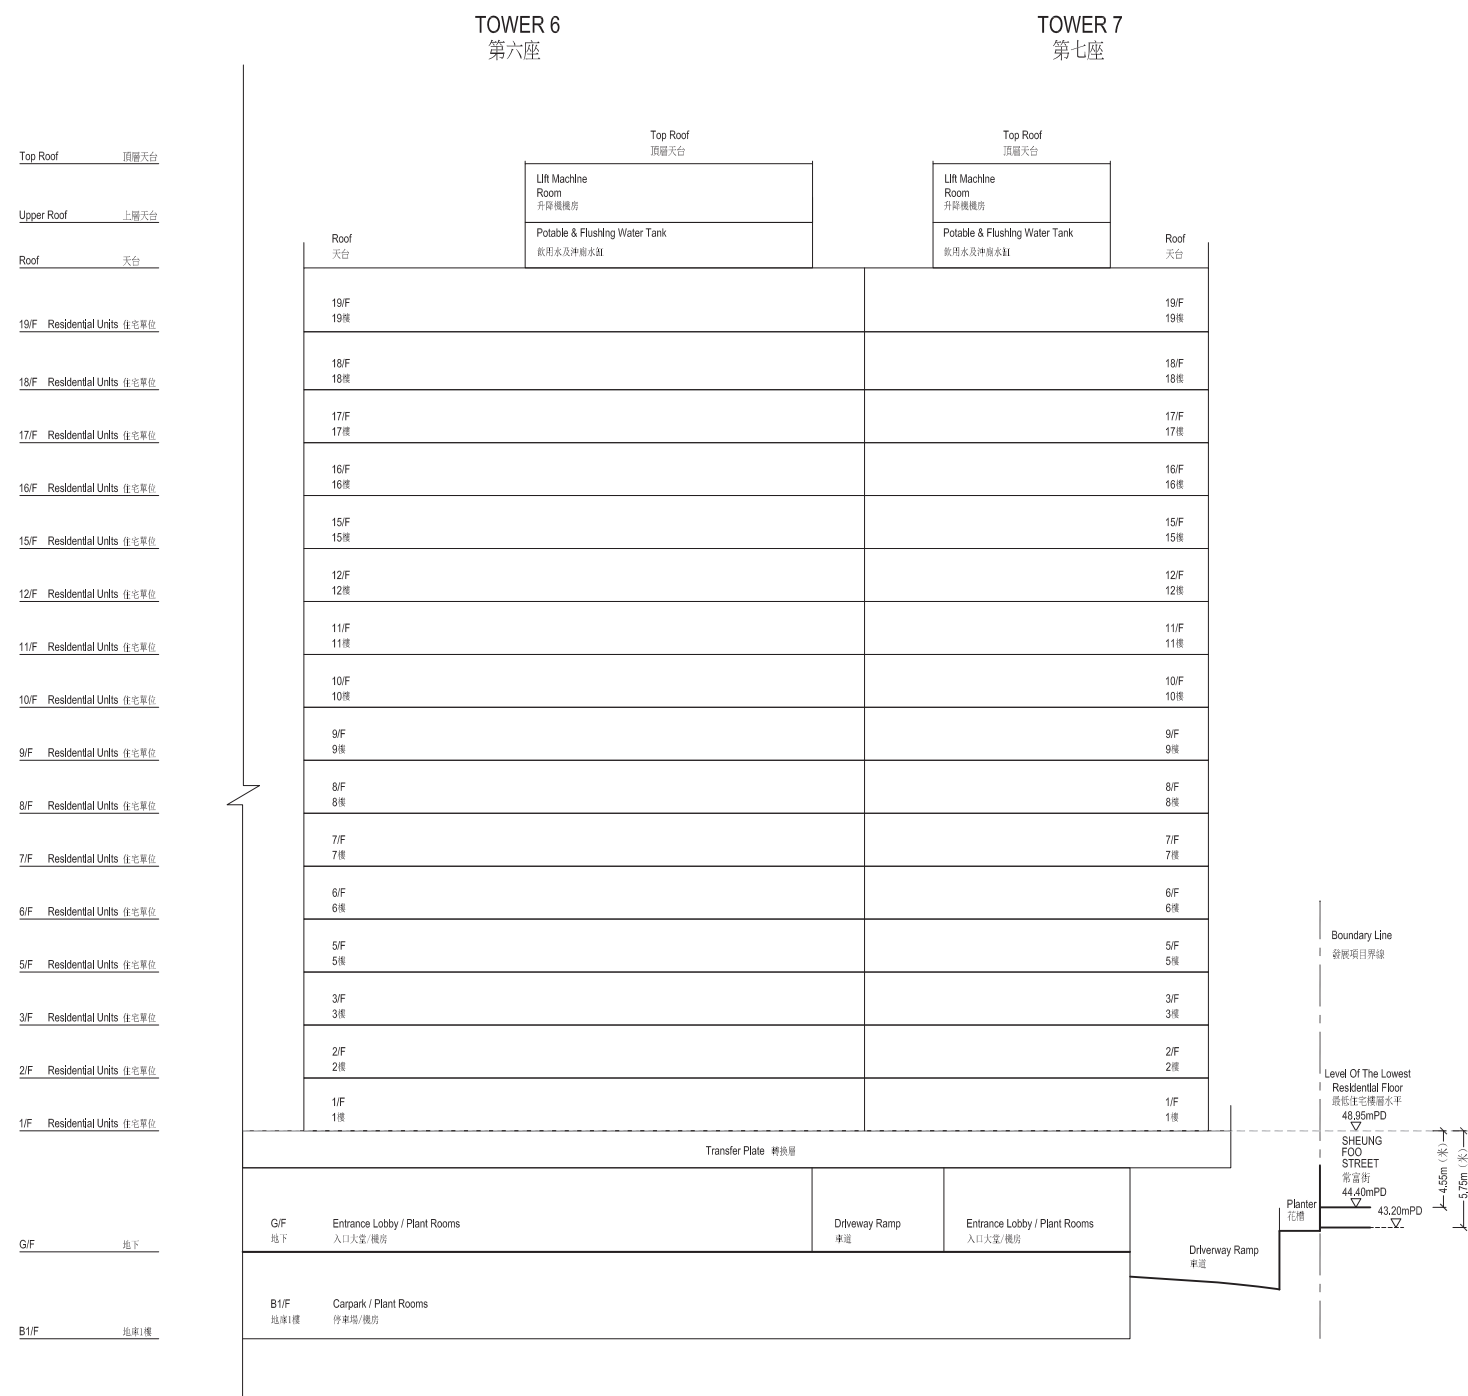 TOWER 6
第六座
TOWER 7
第七座
Top Roof 頂層天台
Upper Roof 上層天台
Roof 天台
19/F Residential Units 住宅單位
18/F Residential Units 住宅單位
17/F Residential Units 住宅單位
16/F Residential Units 住宅單位
15/F Residential Units 住宅單位
12/F Residential Units 住宅單位
11/F Residential Units 住宅單位
10/F Residential Units 住宅單位
9/F Residential Units 住宅單位
8/F Residential Units 住宅單位
7/F Residential Units 住宅單位
6/F Residential Units 住宅單位
5/F Residential Units 住宅單位
3/F Residential Units 住宅單位
2/F Residential Units 住宅單位
1/F Residential Units 住宅單位
G/F 地下
B1/F 地庫1樓
Top Roof
頂層天台
Lift Machine
Room
升降機機房
Potable & Flushing Water Tank
飲用水及沖廁水缸
Top Roof
頂層天台
Lift Machine
Room
升降機機房
Potable & Flushing Water Tank
飲用水及沖廁水缸
Roof
天台
19/F
19樓
18/F
18樓
17/F
17樓
16/F
16樓
15/F
15樓
12/F
12樓
11/F
11樓
10/F
10樓
9/F
9樓
8/F
8樓
7/F
7樓
6/F
6樓
5/F
5樓
3/F
3樓
2/F
2樓
1/F
1樓
Roof
天台
19/F
19樓
18/F
18樓
17/F
17樓
16/F
16樓
15/F
15樓
12/F
12樓
11/F
11樓
10/F
10樓
9/F
9樓
8/F
8樓
7/F
7樓
6/F
6樓
5/F
5樓
3/F
3樓
2/F
2樓
1/F
1樓
Transfer Plate 轉換層
G/F Entrance Lobby / Plant Rooms
地下 入口大堂/機房
Driveway Ramp
車道
Entrance Lobby / Plant Rooms
入口大堂/機房
B1/F Carpark / Plant Rooms
地庫1樓 停車場/機房
Driverway Ramp
車道
Boundary Line
發展項目界線
Level Of The Lowest
Residential Floor
最低住宅樓層水平
48.95mPD
SHEUNG
FOO
STREET
常富街
44.40mPD
Planter
花槽
43.20mPD
4.55m (米)
5.75m (米)